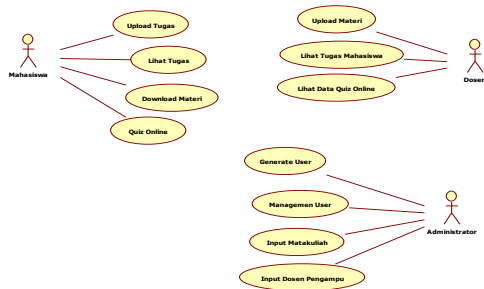 Upload Tugas
Lihat Tugas
Download Materi
Quiz Online
Mahasiswa
Upload Materi
Lihat Tugas Mahasiswa
Lihat Data Quiz Online
Dosen
Generate User
Managemen User
Input Matakuliah
Input Dosen Pengampu
Administrator